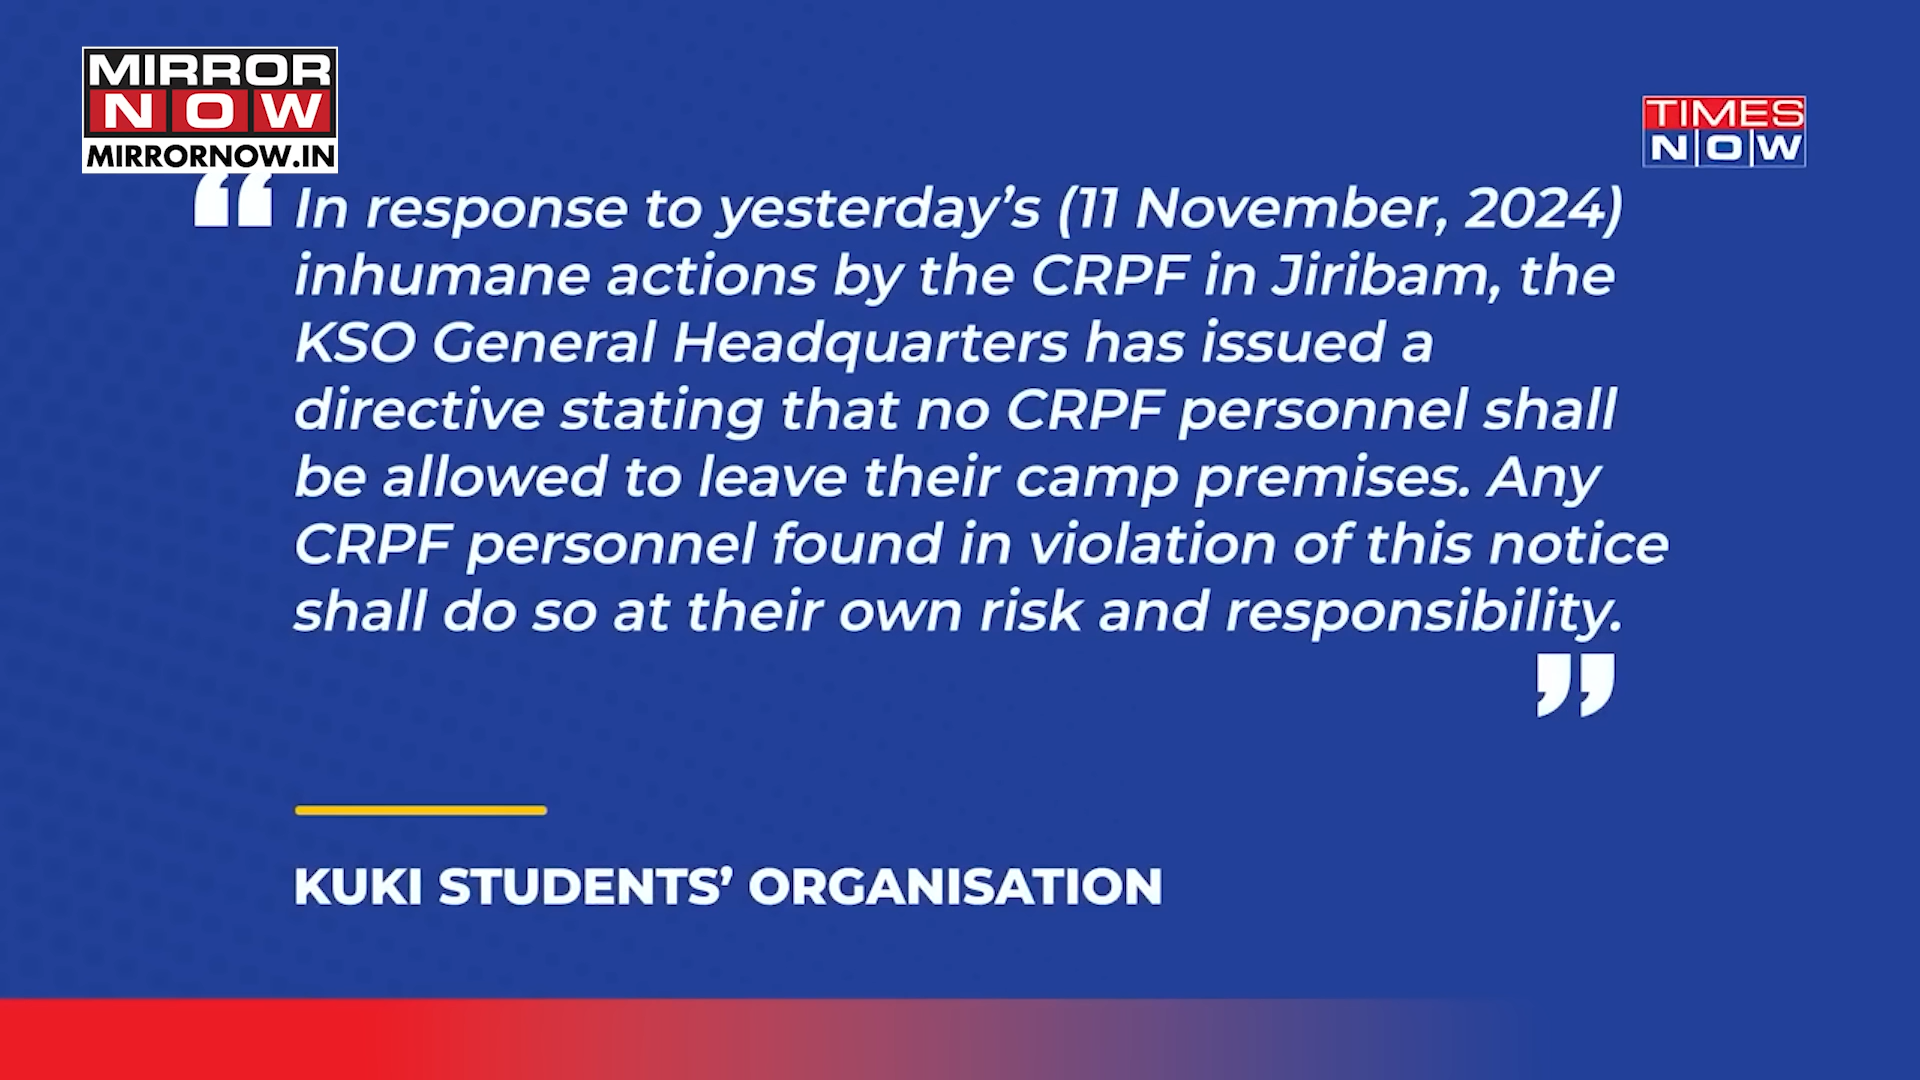 MIRROR
NOW
MIRRORNOW.IN
TIMES
NOW
“ In response to yesterday’s (11 November, 2024)
inhumane actions by the CRPF in Jiribam, the
KSO General Headquarters has issued a
directive stating that no CRPF personnel shall
be allowed to leave their camp premises. Any
CRPF personnel found in violation of this notice
shall do so at their own risk and responsibility.
”
KUKI STUDENTS’ ORGANISATION